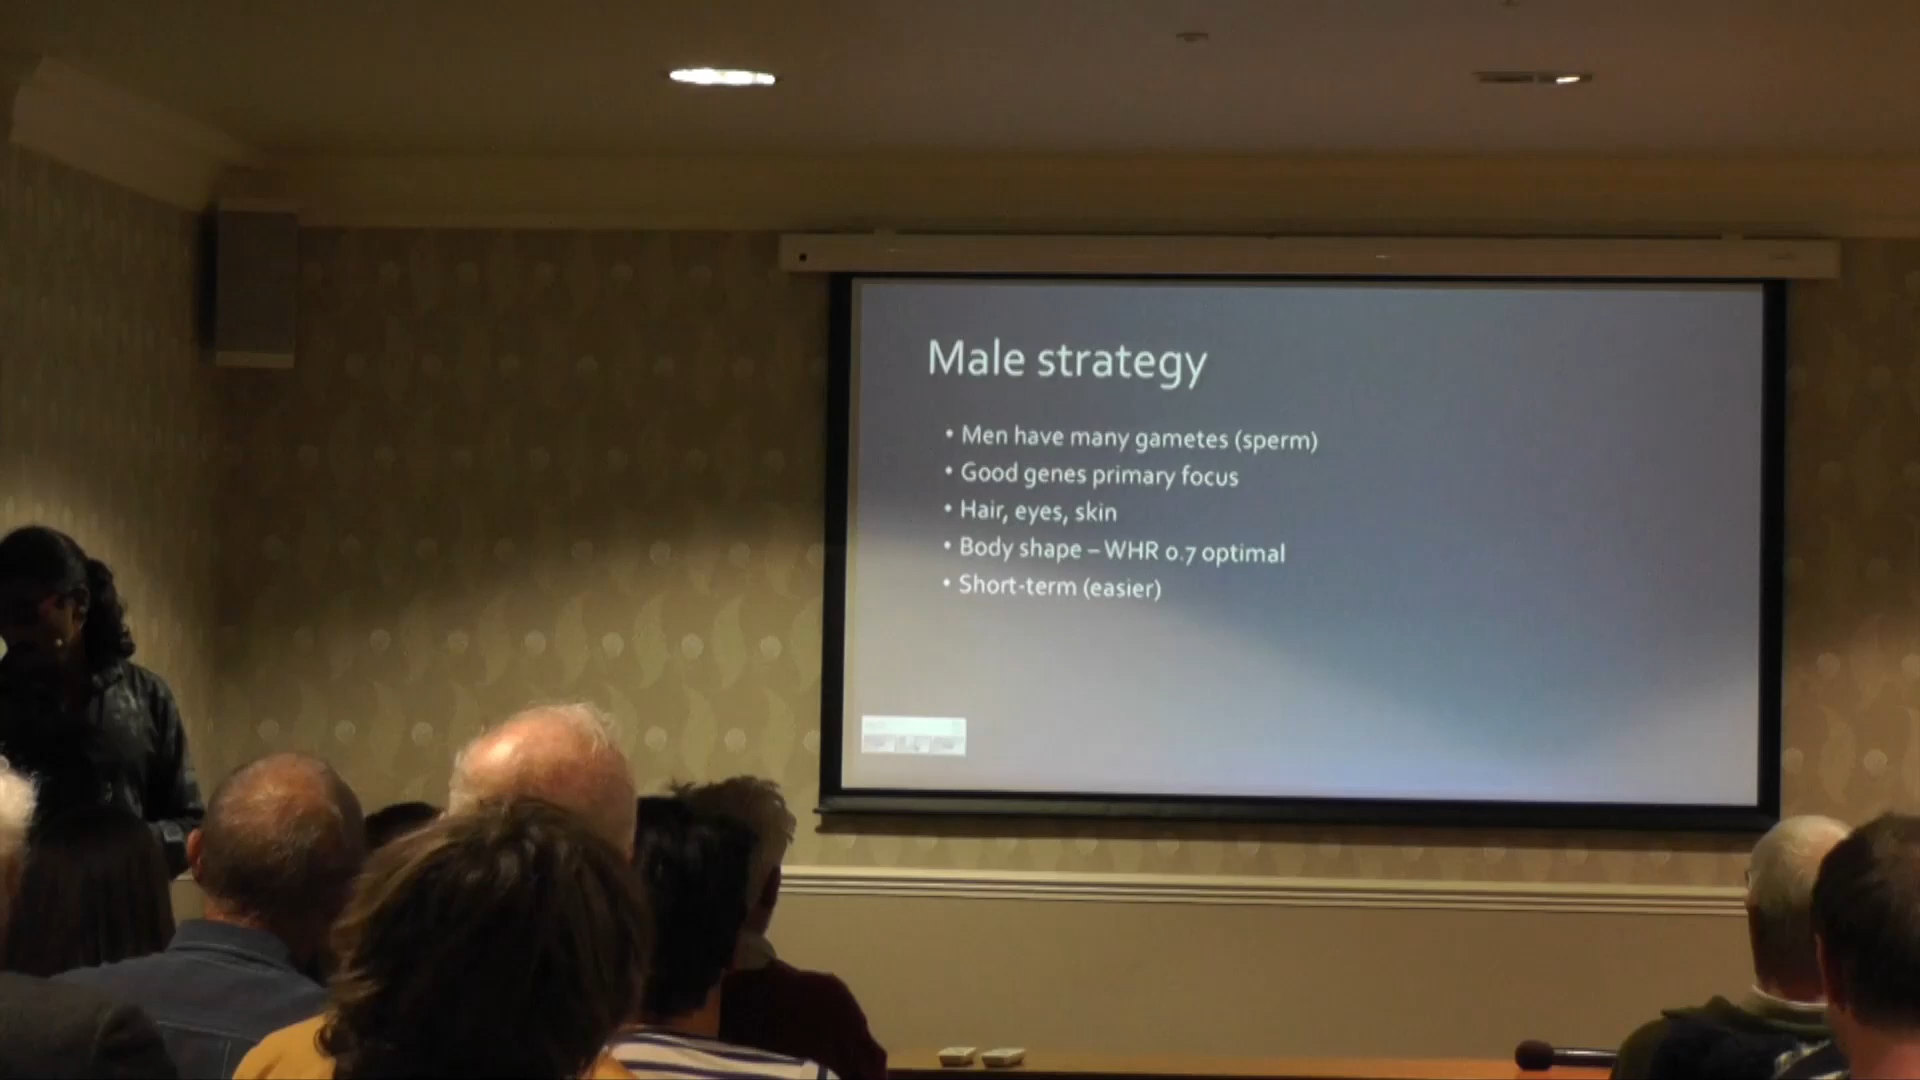 Male strategy
• Men have many gametes (sperm)
• Good genes primary focus
• Hair, eyes, skin
• Body shape – WHR 0.7 optimal
• Short-term (easier)